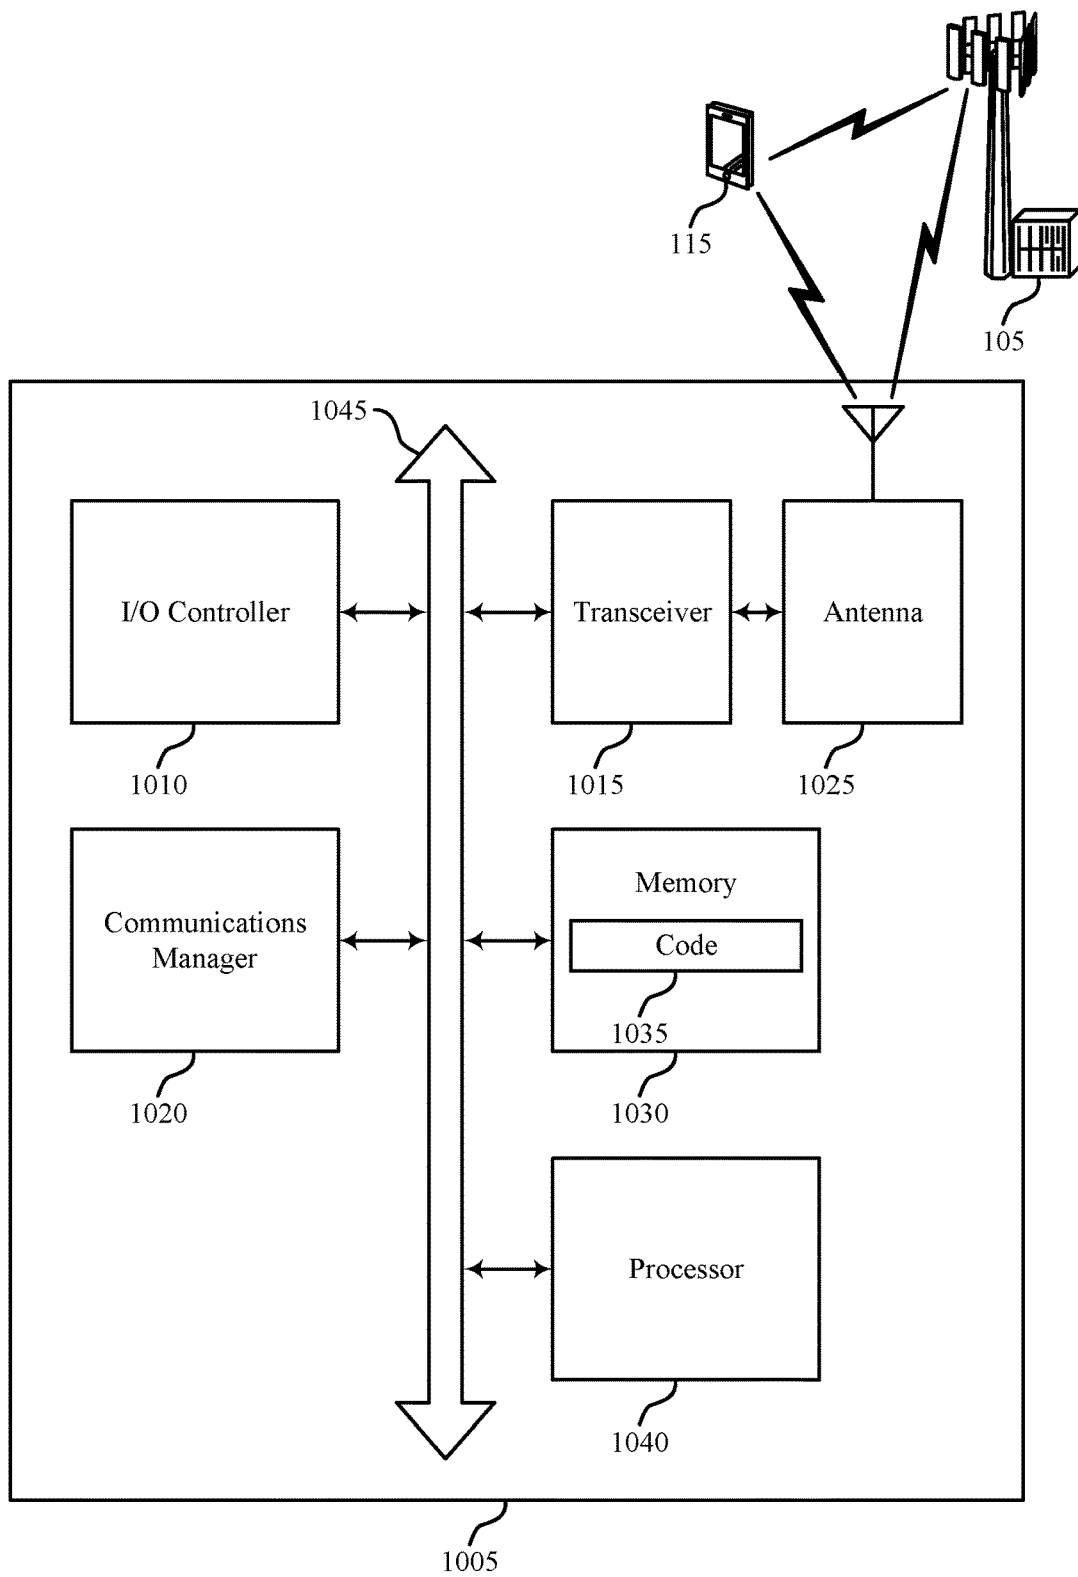 115
105
1045
I/O Controller
Transceiver
Antenna
1010
1015
1025
Communications
Manager
Memory
Code
1035
1020
1030
Processor
1040
1005